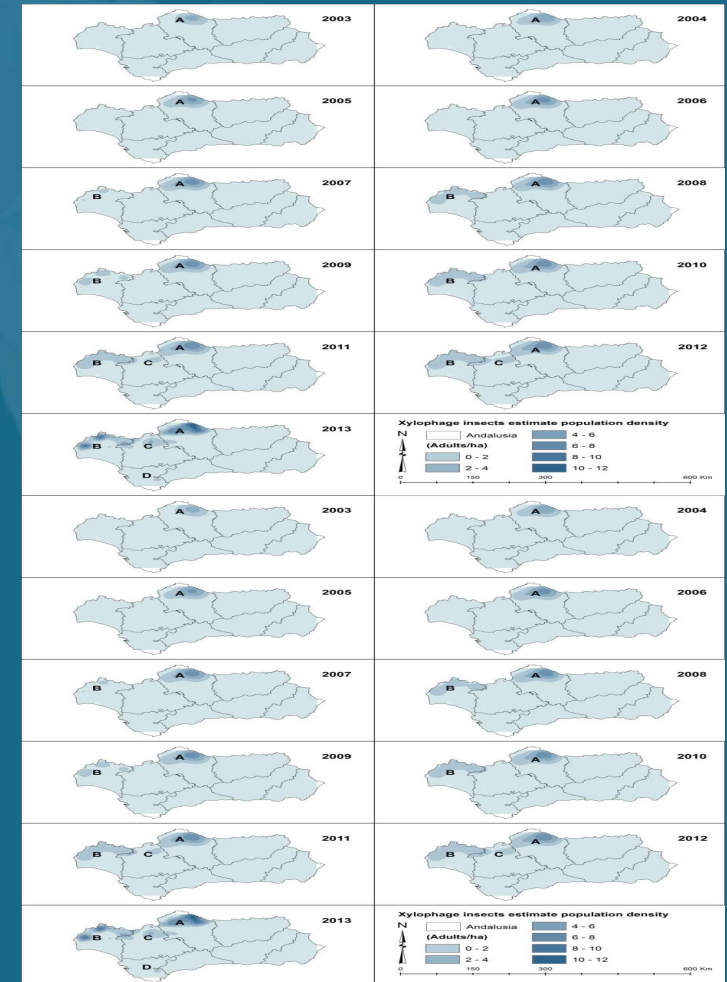 A 2003
A 2004
A 2005
A 2006
A B 2007
A B 2008
A B 2009
A B 2010
A B C 2011
A B C 2012
A B C D 2013
Xylophage insects estimate population density
N Andalusia 4 - 6
(Adults/ha) 6 - 8
0 - 2 8 - 10
2 - 4 10 - 12
0 150 300 600 Km
A 2003
A 2004
A 2005
A 2006
A B 2007
A B 2008
A B 2009
A B 2010
A B C 2011
A B C 2012
A B C D 2013
Xylophage insects estimate population density
N Andalusia 4 - 6
(Adults/ha) 6 - 8
0 - 2 8 - 10
2 - 4 10 - 12
0 150 300 600 Km